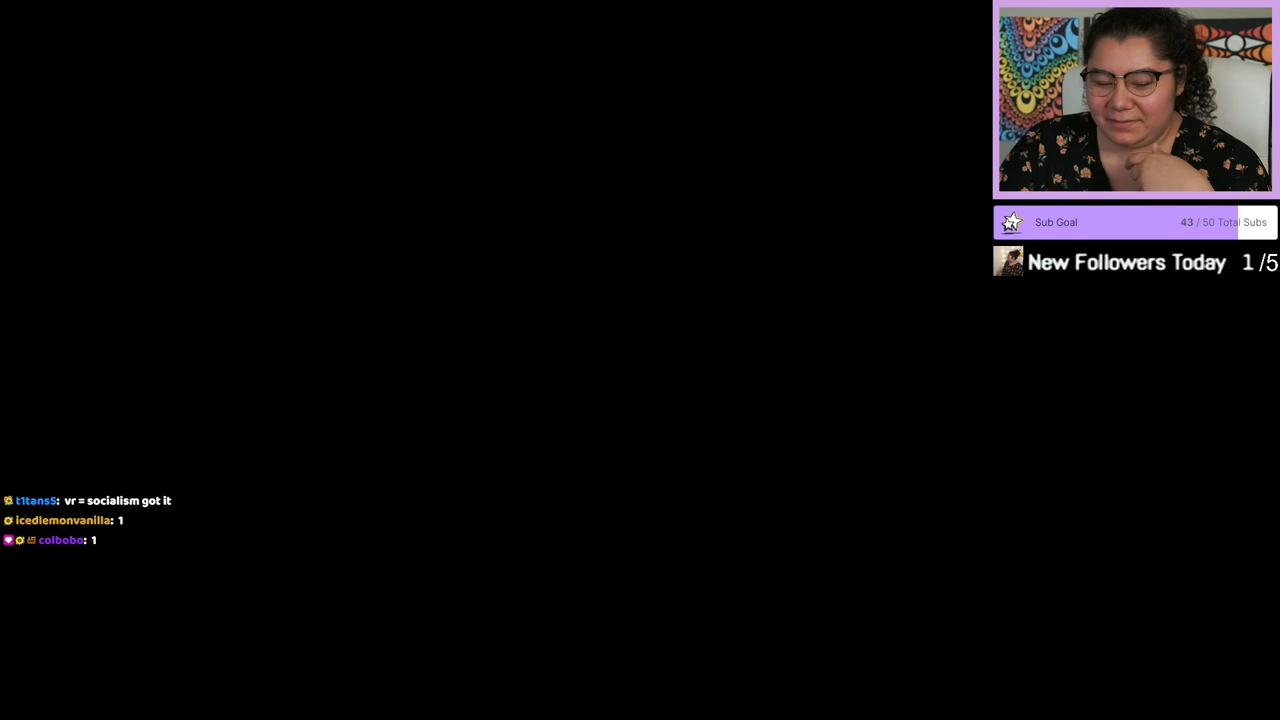 Sub Goal 43 / 50 Total Subs
New Followers Today 1 /5
t1tans5: vr = socialism got it
icedlemonvanilla: 1
colbobo: 1